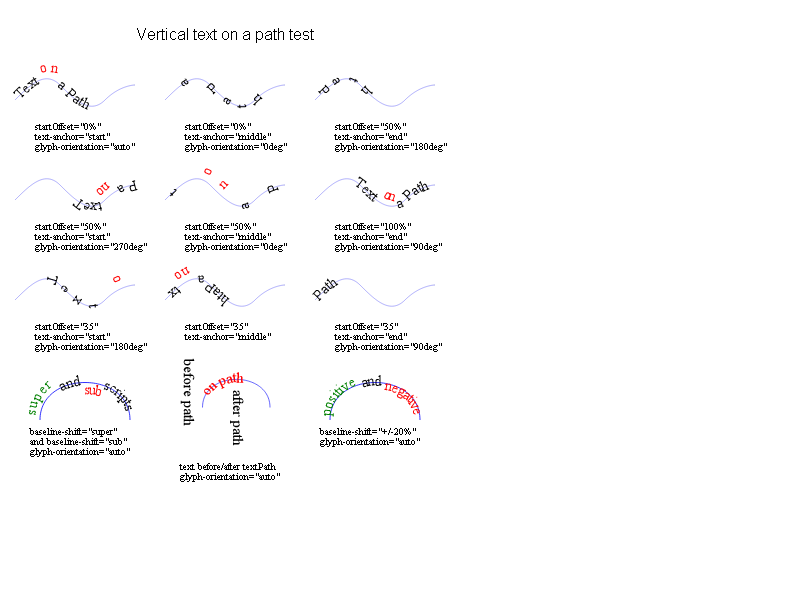 Vertical text on a path test
Text on a Path
a Path
Path
startOffset="0%"
text-anchor="start"
glyph-orientation="auto"
startOffset="0%"
text-anchor="middle"
glyph-orientation="0deg"
startOffset="50%"
text-anchor="end"
glyph-orientation="180deg"
Text on a P
t on a P
Text on a Path
startOffset="50%"
text-anchor="start"
glyph-orientation="270deg"
startOffset="50%"
text-anchor="middle"
glyph-orientation="0deg"
startOffset="100%"
text-anchor="end"
glyph-orientation="90deg"
Text o
xt on a Path
Path
startOffset="35"
text-anchor="start"
glyph-orientation="180deg"
startOffset="35"
text-anchor="middle"
startOffset="35"
text-anchor="end"
glyph-orientation="90deg"
super and sub scripts
before path on path after path
positive and negative
baseline-shift="super"
and baseline-shift="sub"
glyph-orientation="auto"
text before/after textPath
glyph-orientation="auto"
baseline-shift="+/-20%"
glyph-orientation="auto"